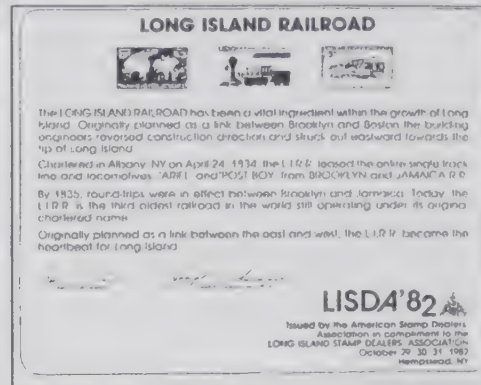 LONG ISLAND RAILROAD
The LONG ISLAND RAILROAD has been a vital ingredient within the growth of Long
Island. Originally planned as a link between Brooklyn and Boston the building
engineers reversed construction direction and struck out eastward towards the
tip of Long Island
Chartered in Albany, NY on April 24, 1934, the L.I.R.R. leased the entire single track
line and locomotives, "ARIEL" and "POST BOY" from BROOKLYN and JAMAICA R.R.
By 1835, round-trips were in effect between Brooklyn and Jamaica. Today, the
L.I.R.R. is the third oldest railroad in the world still operating under its original
chartered name
Originally planned as a link between the east and west, the L.I.R.R. became the
heartbeat for Long Island
LISDA'82
Issued by the American Stamp Dealers
Association in compliment to the
LONG ISLAND STAMP DEALERS ASSOCIATION
October 29 30 31 1982
Hempstead, NY